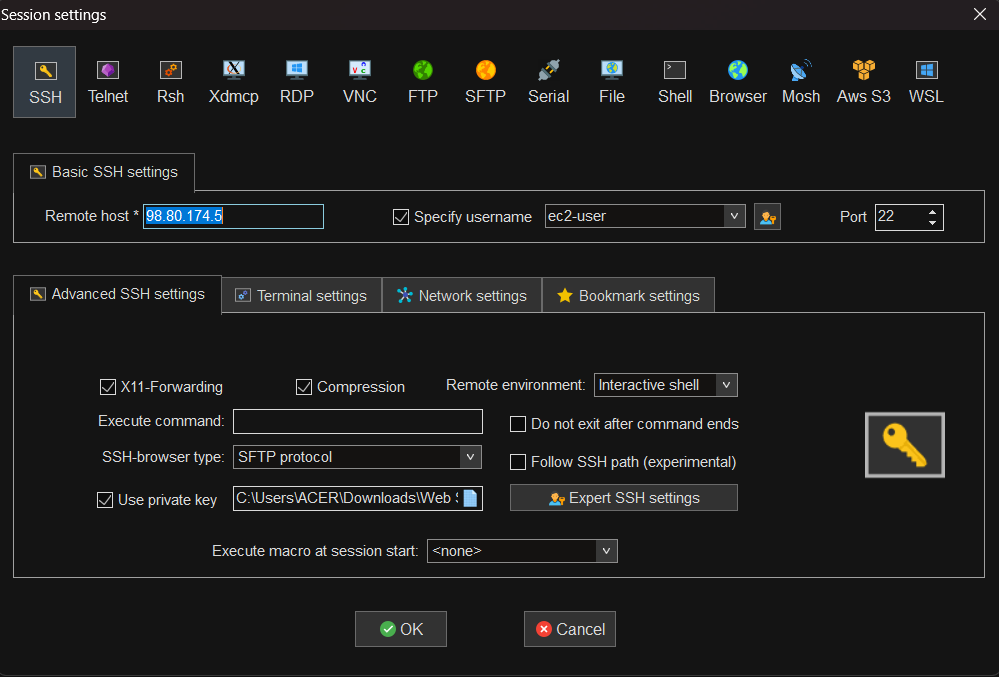 Session settings
SSH Telnet Rsh Xdmcp RDP VNC FTP SFTP Serial File Shell Browser Mosh Aws S3 WSL
Basic SSH settings
Remote host * 98.80.174.5 Specify username ec2-user Port 22
Advanced SSH settings Terminal settings Network settings Bookmark settings
X11-Forwarding Compression Remote environment: Interactive shell
Execute command: Do not exit after command ends
SSH-browser type: SFTP protocol Follow SSH path (experimental)
Use private key C:\Users\ACER\Downloads\Web Expert SSH settings
Execute macro at session start: <none>
OK Cancel